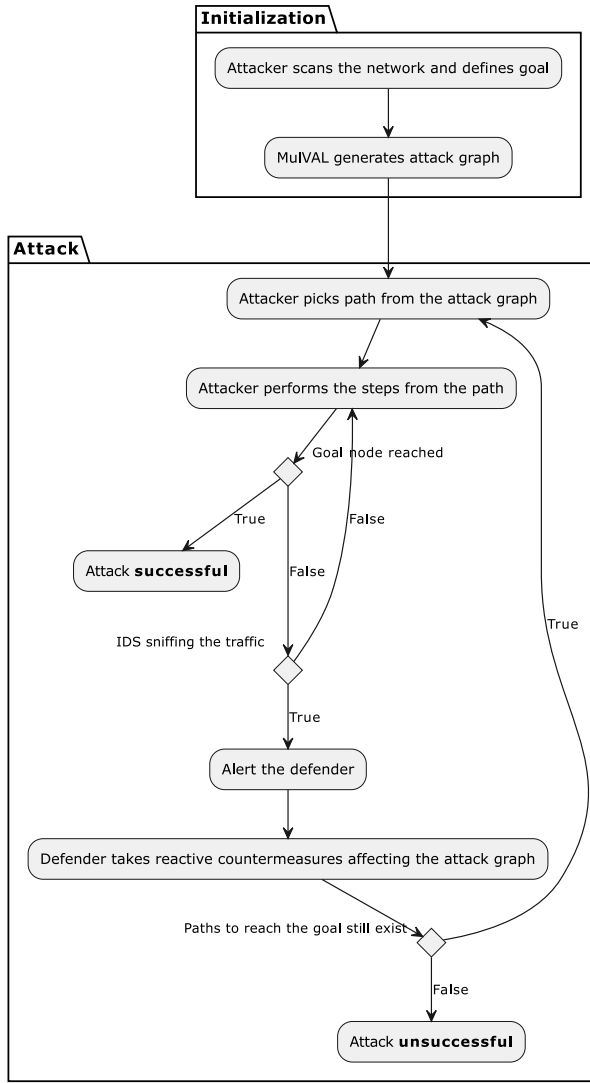 Initialization
Attacker scans the network and defines goal
MulVAL generates attack graph
Attack
Attacker picks path from the attack graph
Attacker performs the steps from the path
Goal node reached
True
False
Attack successful
False
IDS sniffing the traffic
True
True
Alert the defender
Defender takes reactive countermeasures affecting the attack graph
Paths to reach the goal still exist
False
Attack unsuccessful